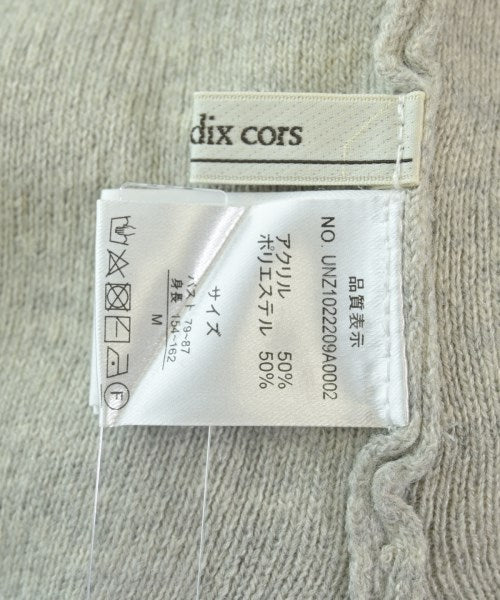 dix cors
品質表示
NO. UNZ1022209A0002
アクリル 50%
ポリエステル 50%
サイズ
バスト 79~87
身長 154~162
M
F